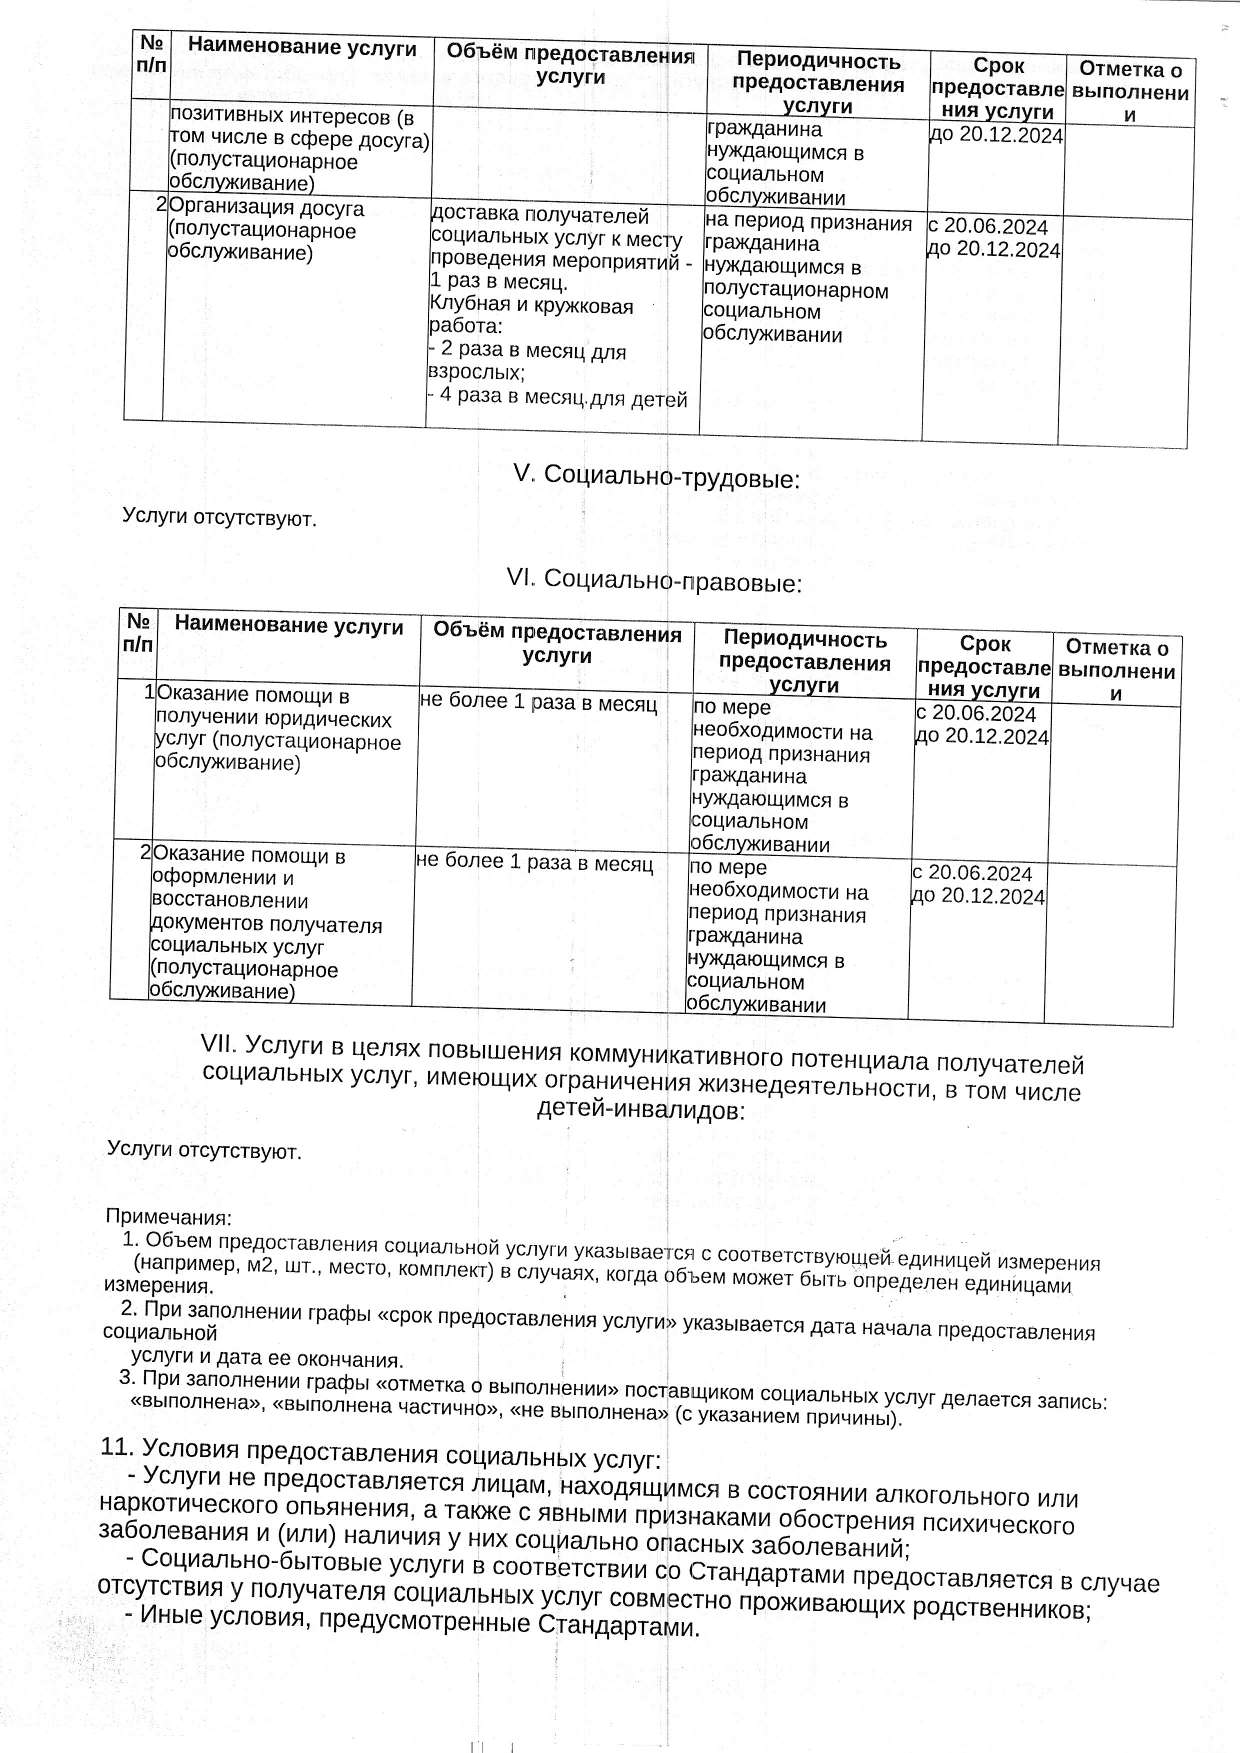 № п/п	Наименование услуги	Объём предоставления услуги	Периодичность предоставления услуги	Срок предоставле ния услуги	Отметка о выполнени и
позитивных интересов (в
том числе в сфере досуга)
(полустационарное
обслуживание)
гражданина
нуждающимся в
социальном
обслуживании
до 20.12.2024
2
Организация досуга
(полустационарное
обслуживание)
доставка получателей
социальных услуг к месту
проведения мероприятий -
1 раз в месяц.
Клубная и кружковая
работа:
- 2 раза в месяц для
взрослых;
- 4 раза в месяц для детей
на период признания
гражданина
нуждающимся в
полустационарном
социальном
обслуживании
с 20.06.2024
до 20.12.2024
V. Социально-трудовые:
Услуги отсутствуют.
VI. Социально-правовые:
№ п/п	Наименование услуги	Объём предоставления услуги	Периодичность предоставления услуги	Срок предоставле ния услуги	Отметка о выполнени и
1
Оказание помощи в
получении юридических
услуг (полустационарное
обслуживание)
не более 1 раза в месяц
по мере
необходимости на
период признания
гражданина
нуждающимся в
социальном
обслуживании
с 20.06.2024
до 20.12.2024
2
Оказание помощи в
оформлении и
восстановлении
документов получателя
социальных услуг
(полустационарное
обслуживание)
не более 1 раза в месяц
по мере
необходимости на
период признания
гражданина
нуждающимся в
социальном
обслуживании
с 20.06.2024
до 20.12.2024
VII. Услуги в целях повышения коммуникативного потенциала получателей
социальных услуг, имеющих ограничения жизнедеятельности, в том числе
детей-инвалидов:
Услуги отсутствуют.
Примечания:
1. Объем предоставления социальной услуги указывается с соответствующей единицей измерения
(например, м2, шт., место, комплект) в случаях, когда объем может быть определен единицами
измерения.
2. При заполнении графы «срок предоставления услуги» указывается дата начала предоставления
социальной
услуги и дата ее окончания.
3. При заполнении графы «отметка о выполнении» поставщиком социальных услуг делается запись:
«выполнена», «выполнена частично», «не выполнена» (с указанием причины).
11. Условия предоставления социальных услуг:
- Услуги не предоставляется лицам, находящимся в состоянии алкогольного или
наркотического опьянения, а также с явными признаками обострения психического
заболевания и (или) наличия у них социально опасных заболеваний;
- Социально-бытовые услуги в соответствии со Стандартами предоставляется в случае
отсутствия у получателя социальных услуг совместно проживающих родственников;
- Иные условия, предусмотренные Стандартами.